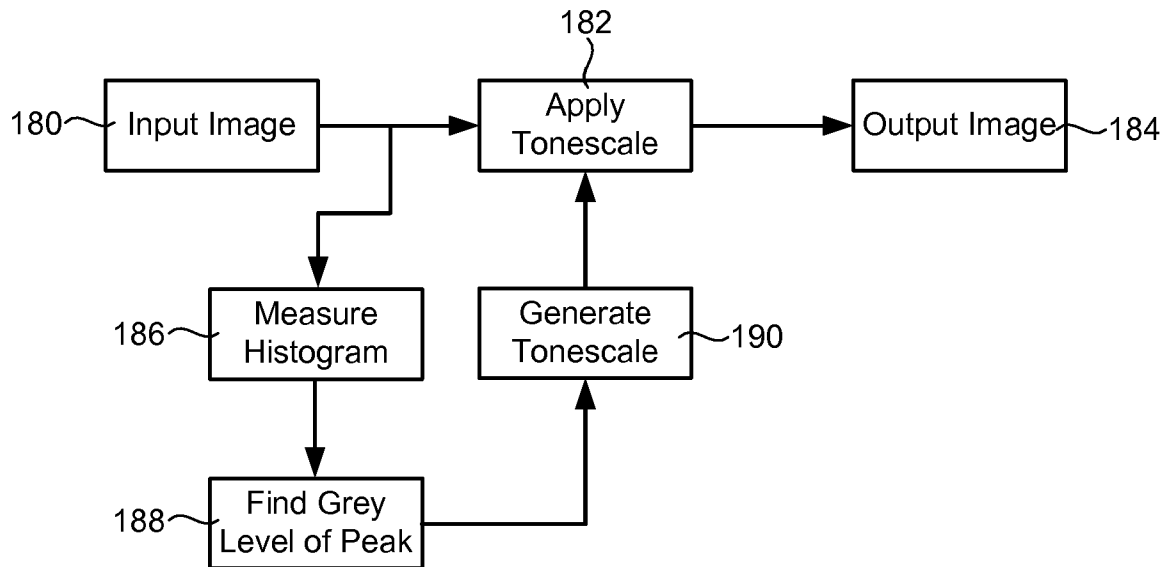 182
180
Input Image
Apply
Tonescale
Output Image
184
186
Measure
Histogram
Generate
Tonescale
190
188
Find Grey
Level of Peak